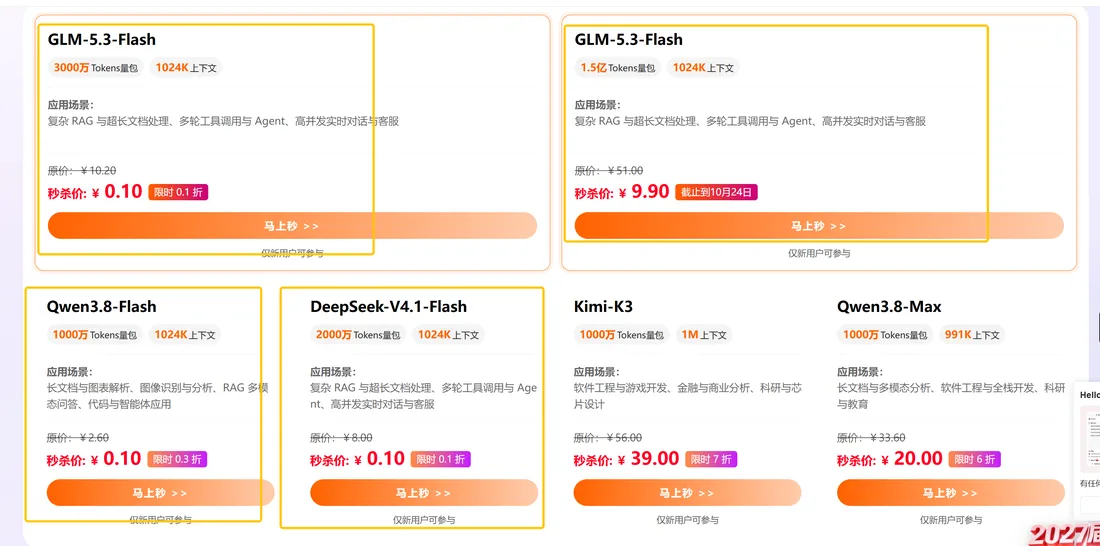 GLM-5.3-Flash
3000万 Tokens量包 1024K 上下文
应用场景：
复杂 RAG 与超长文档处理、多轮工具调用与 Agent、高并发实时对话与客服
原价：￥10.20
秒杀价: ￥ 0.10 限时 0.1 折
马上秒 >>
仅新用户可参与
GLM-5.3-Flash
1.5亿 Tokens量包 1024K 上下文
应用场景：
复杂 RAG 与超长文档处理、多轮工具调用与 Agent、高并发实时对话与客服
原价：￥51.00
秒杀价: ￥ 9.90 截止到10月24日
马上秒 >>
仅新用户可参与
Qwen3.8-Flash
1000万 Tokens量包 1024K 上下文
应用场景：
长文档与图表解析、图像识别与分析、RAG 多模
态问答、代码与智能体应用
原价：￥2.60
秒杀价: ￥ 0.10 限时 0.3 折
马上秒 >>
仅新用户可参与
DeepSeek-V4.1-Flash
2000万 Tokens量包 1024K 上下文
应用场景：
复杂 RAG 与超长文档处理、多轮工具调用与 Age
nt、高并发实时对话与客服
原价：￥8.00
秒杀价: ￥ 0.10 限时 0.1 折
马上秒 >>
仅新用户可参与
Kimi-K3
1000万 Tokens量包 1M 上下文
应用场景：
软件工程与游戏开发、金融与商业分析、科研与芯
片设计
原价：￥56.00
秒杀价: ￥ 39.00 限时 7 折
马上秒 >>
仅新用户可参与
Qwen3.8-Max
1000万 Tokens量包 991K 上下文
应用场景：
长文档与多模态分析、软件工程与全栈开发、科研
与教育
原价：￥33.60
秒杀价: ￥ 20.00 限时 6 折
马上秒 >>
仅新用户可参与
Hello
有任何
2027